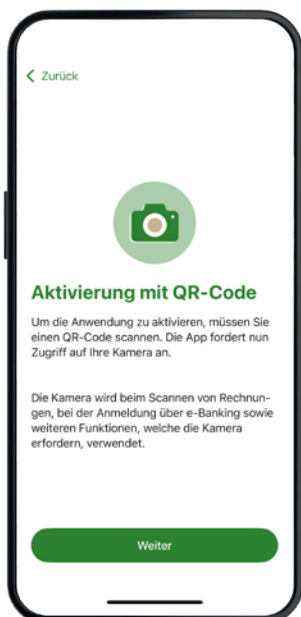 Zurück
Aktivierung mit QR-Code
Um die Anwendung zu aktivieren, müssen Sie
einen QR-Code scannen. Die App fordert nun
Zugriff auf Ihre Kamera an.
Die Kamera wird beim Scannen von Rechnun-
gen, bei der Anmeldung über e-Banking sowie
weiteren Funktionen, welche die Kamera
erfordern, verwendet.
Weiter